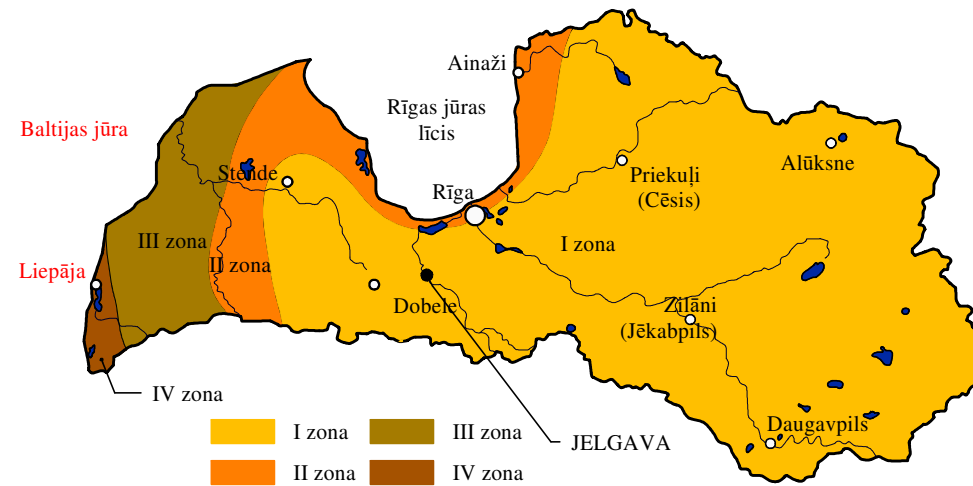 Ainaži
Rīgas jūras
līcis
Baltijas jūra
Alūksne
Stende
Priekuļi
(Cēsis)
Rīga
III zona
I zona
II zona
Liepāja
Dobele
Zīlāni
(Jēkabpils)
IV zona
Daugavpils
I zona
III zona
JELGAVA
II zona
IV zona